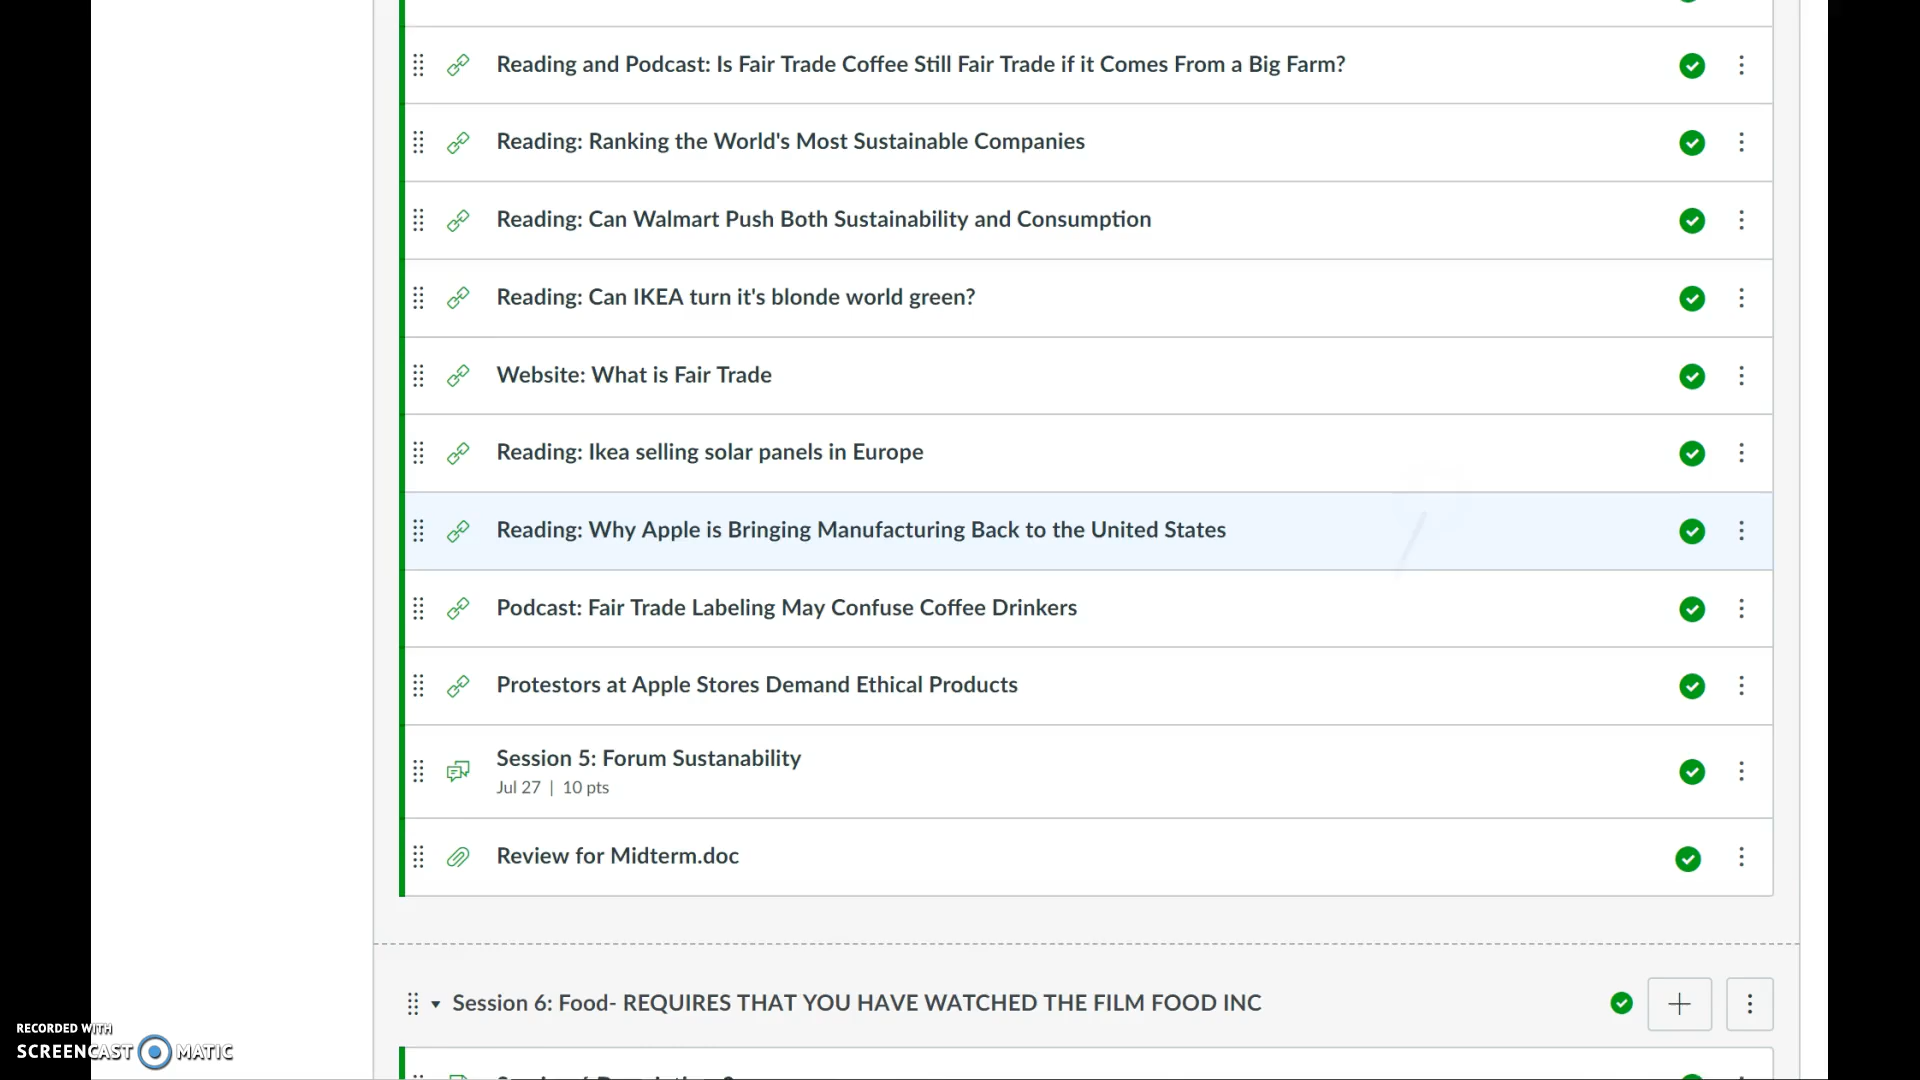 Reading and Podcast: Is Fair Trade Coffee Still Fair Trade if it Comes From a Big Farm?
Reading: Ranking the World's Most Sustainable Companies
Reading: Can Walmart Push Both Sustainability and Consumption
Reading: Can IKEA turn it's blonde world green?
Website: What is Fair Trade
Reading: Ikea selling solar panels in Europe
Reading: Why Apple is Bringing Manufacturing Back to the United States
Podcast: Fair Trade Labeling May Confuse Coffee Drinkers
Protestors at Apple Stores Demand Ethical Products
Session 5: Forum Sustanability
Jul 27 | 10 pts
Review for Midterm.doc
Session 6: Food- REQUIRES THAT YOU HAVE WATCHED THE FILM FOOD INC
RECORDED WITH
SCREENCAST MATIC